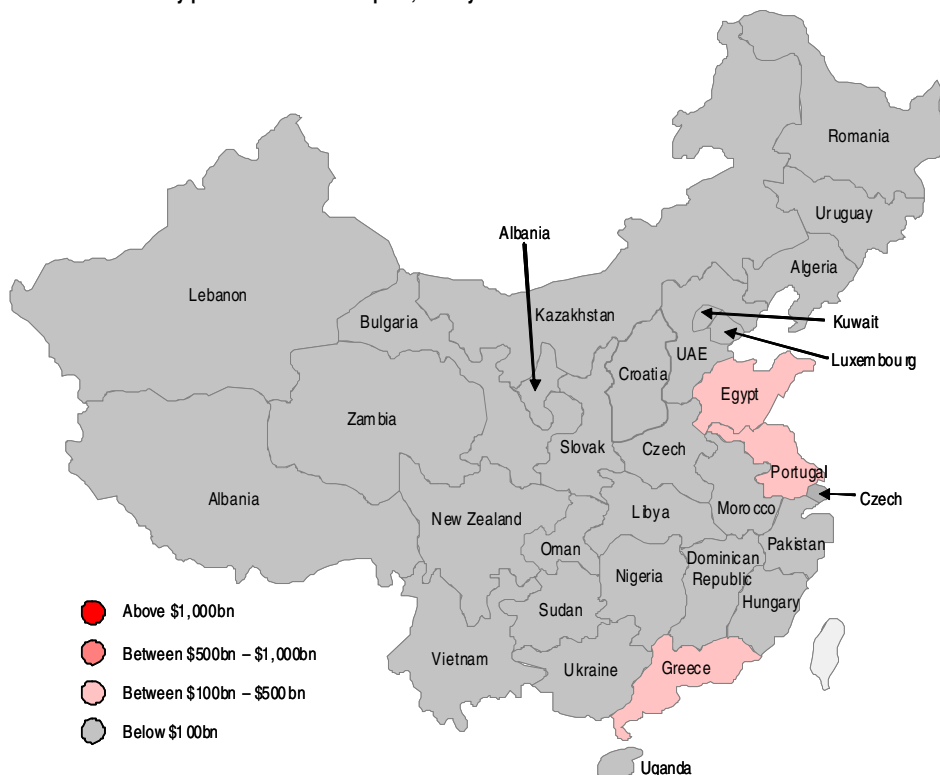 Romania
Uruguay
Albania
Algeria
Lebanon
Kazakhstan
Bulgaria
Kuwait
UAE
Luxembourg
Croatia
Egypt
Zambia
Slovak
Czech
Portugal
Albania
Czech
New Zealand
Libya
Morocco
Oman
Pakistan
Dominican
Republic
Nigeria
Hungary
Sudan
Above $1,000bn
Between $500bn – $1,000bn
Vietnam
Ukraine
Greece
Between $100bn – $500bn
Below $100bn
Uganda